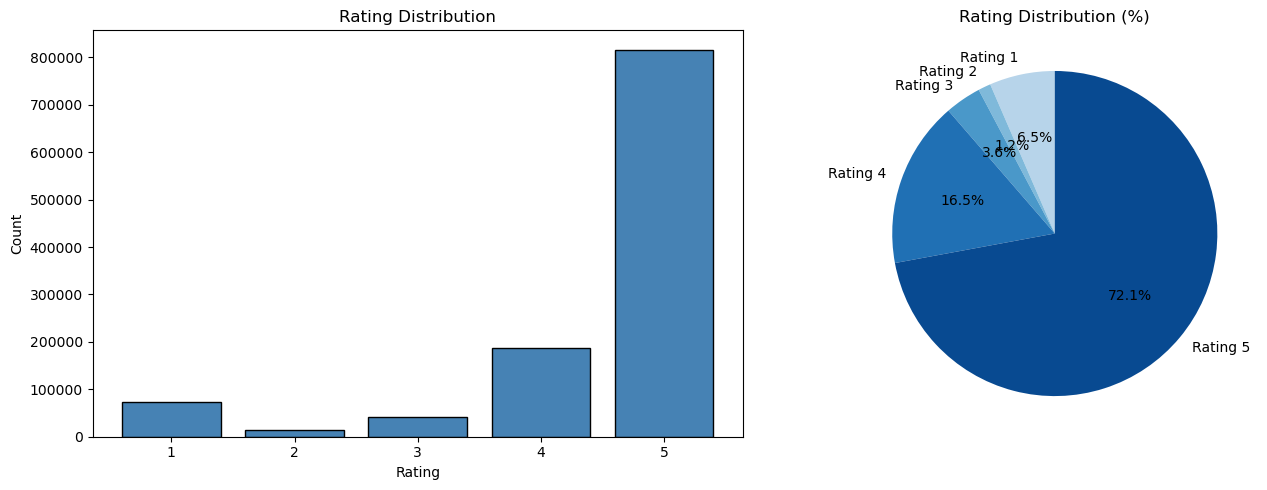 Rating Distribution
800000
700000
600000
500000
400000
300000
200000
100000
0
Count
1 2 3 4 5
Rating
Rating Distribution (%)
Rating 1
Rating 2
Rating 3
Rating 4
Rating 5
6.5%
1.2%
3.6%
16.5%
72.1%